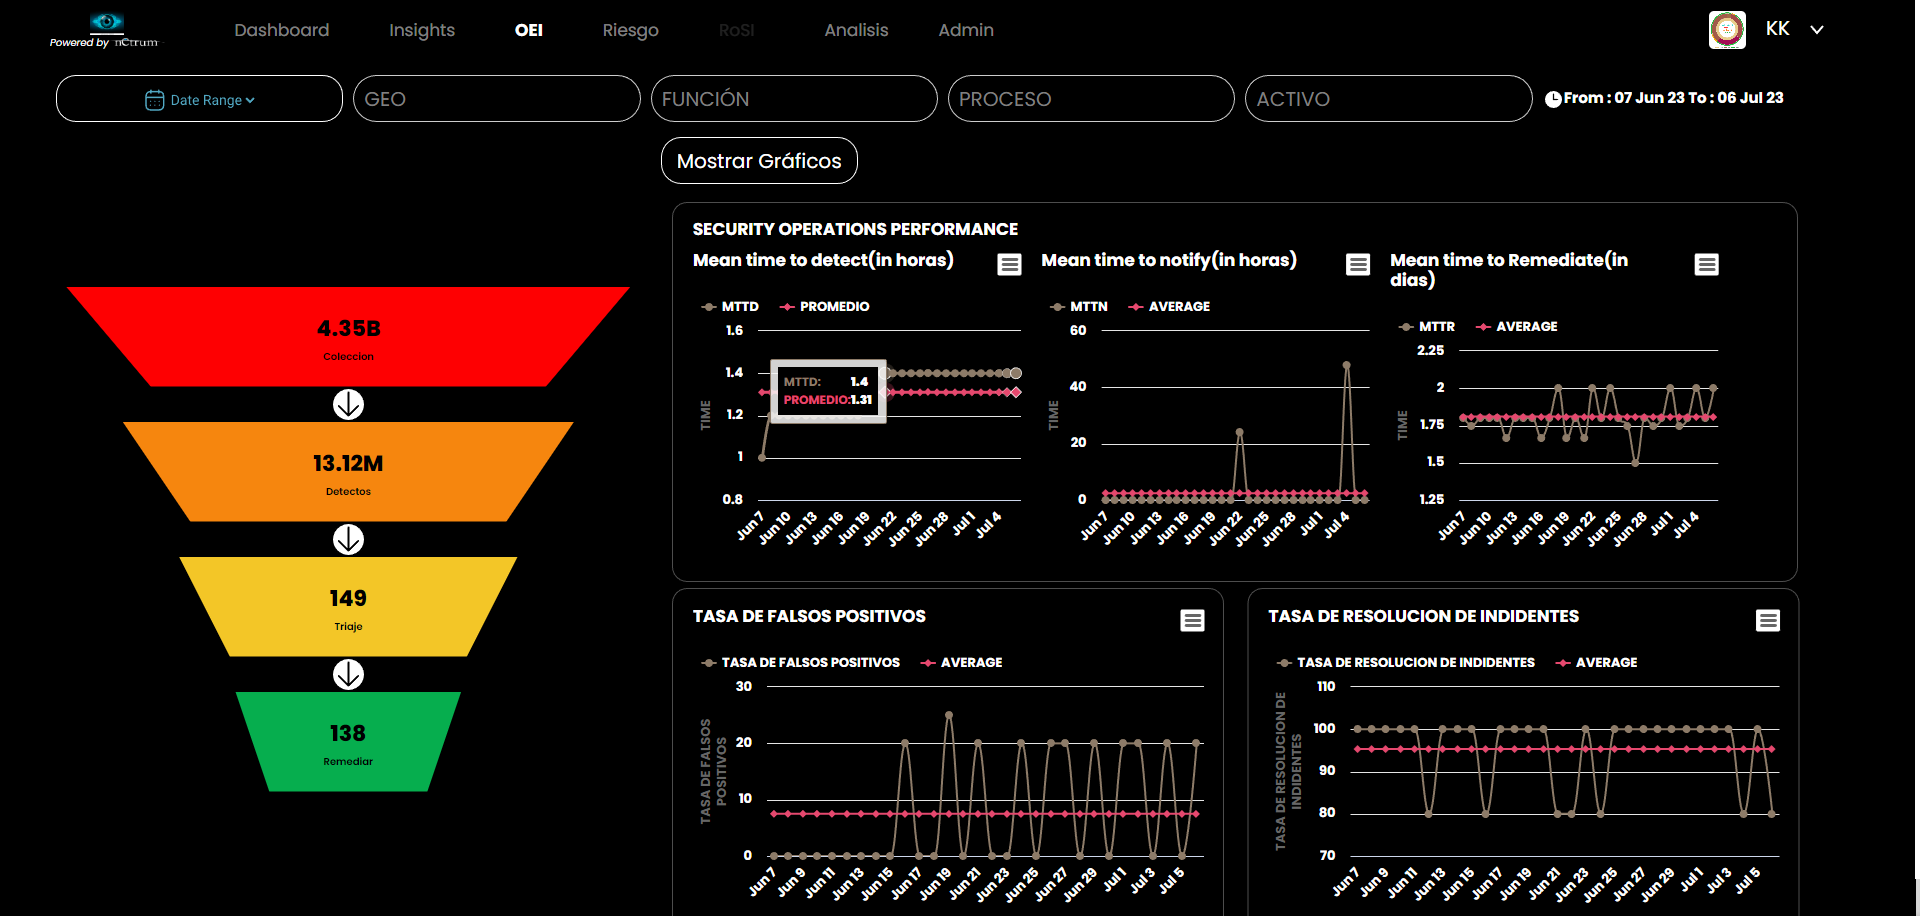 Powered by nCtrum
Dashboard
Insights
OEI
Riesgo
RoSI
Analisis
Admin
KK
Date Range
GEO
FUNCIÓN
PROCESO
ACTIVO
From : 07 Jun 23 To : 06 Jul 23
Mostrar Gráficos
4.35B
Coleccion
13.12M
Detectos
149
Triaje
138
Remediar
SECURITY OPERATIONS PERFORMANCE
Mean time to detect(in horas)
MTTD PROMEDIO
TIME
1.6
1.4
1.2
1
0.8
MTTD: 1.4
PROMEDIO: 1.31
Jun 7 Jun 10 Jun 13 Jun 16 Jun 19 Jun 22 Jun 25 Jun 28 Jul 1 Jul 4
Mean time to notify(in horas)
MTTN AVERAGE
TIME
60
40
20
0
Jun 7 Jun 10 Jun 13 Jun 16 Jun 19 Jun 22 Jun 25 Jun 28 Jul 1 Jul 4
Mean time to Remediate(in
dias)
MTTR AVERAGE
TIME
2.25
2
1.75
1.5
1.25
Jun 7 Jun 10 Jun 13 Jun 16 Jun 19 Jun 22 Jun 25 Jun 28 Jul 1 Jul 4
TASA DE FALSOS POSITIVOS
TASA DE FALSOS POSITIVOS AVERAGE
TASA DE FALSOS
POSITIVOS
30
20
10
0
Jun 7 Jun 9 Jun 11 Jun 13 Jun 15 Jun 17 Jun 19 Jun 21 Jun 23 Jun 25 Jun 27 Jun 29 Jul 1 Jul 3 Jul 5
TASA DE RESOLUCION DE INDIDENTES
TASA DE RESOLUCION DE INDIDENTES AVERAGE
TASA DE RESOLUCION DE
INDIDENTES
110
100
90
80
70
Jun 7 Jun 9 Jun 11 Jun 13 Jun 15 Jun 17 Jun 19 Jun 21 Jun 23 Jun 25 Jun 27 Jun 29 Jul 1 Jul 3 Jul 5